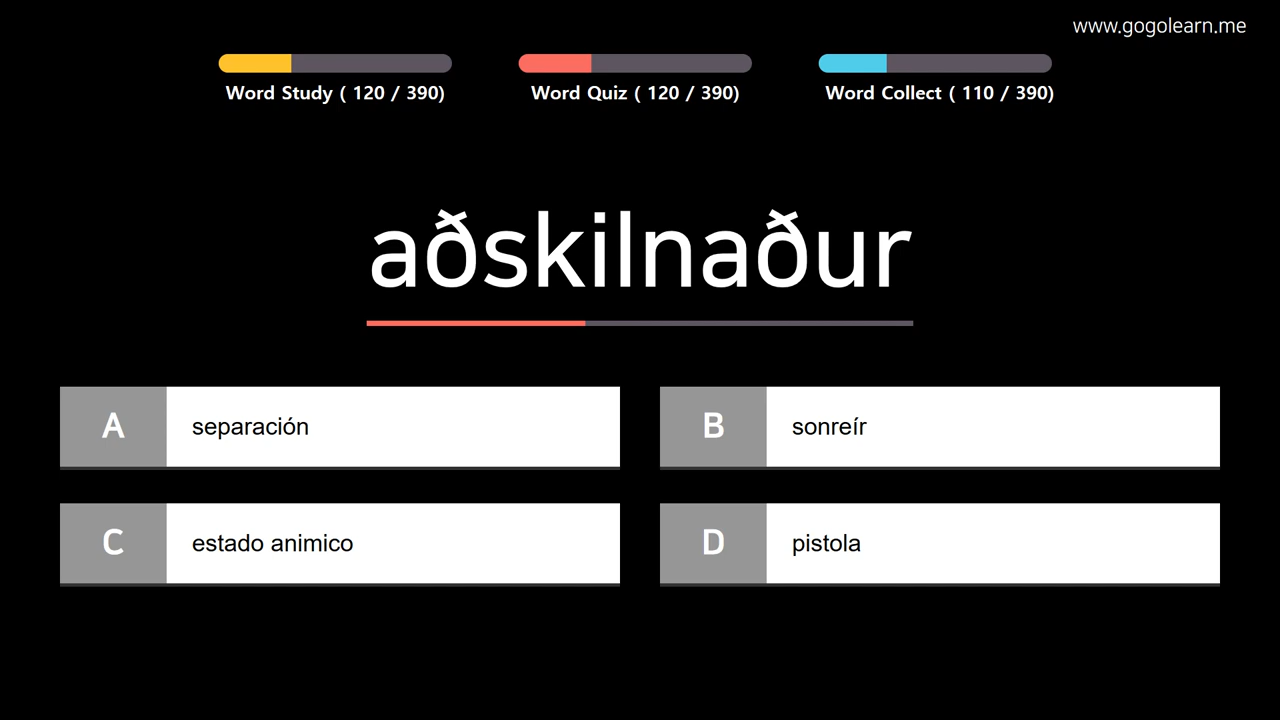 www.gogolearn.me
Word Study ( 120 / 390)
Word Quiz ( 120 / 390)
Word Collect ( 110 / 390)
aðskilnaður
A
separación
B
sonreír
C
estado animico
D
pistola